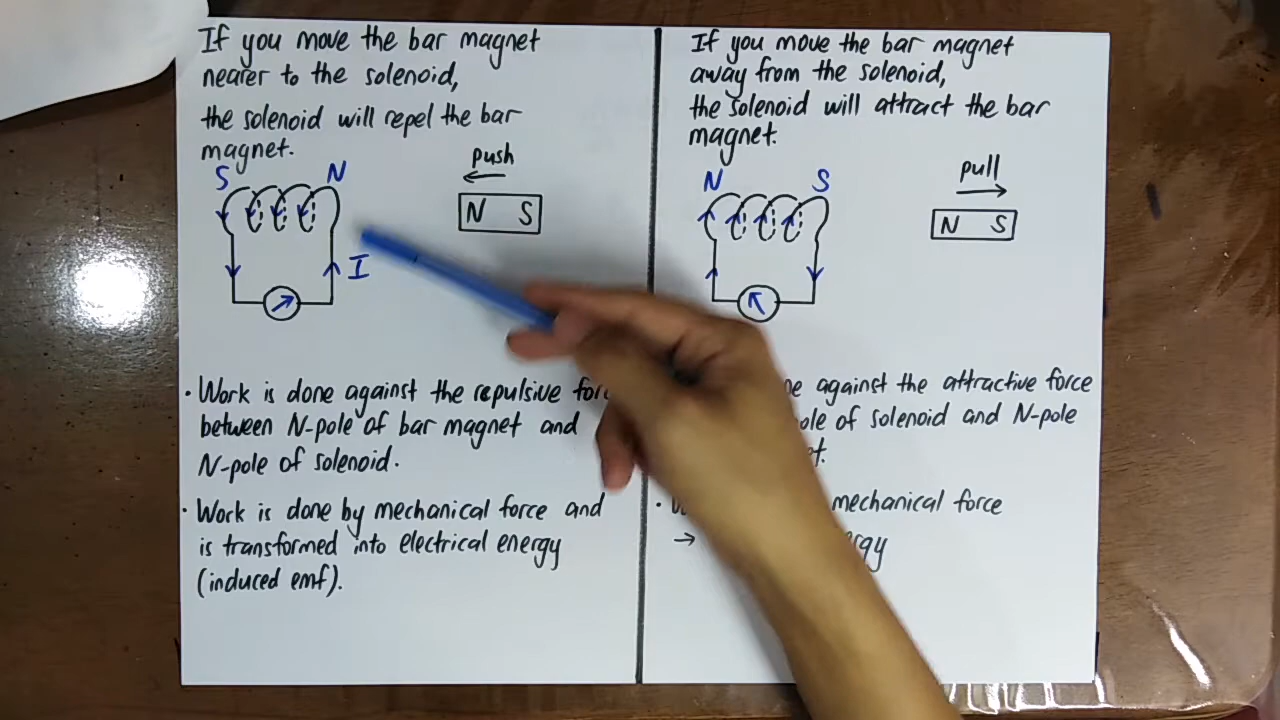 If you move the bar magnet
nearer to the solenoid,
the solenoid will repel the bar
magnet.
push
S N
N S
I
· Work is done against the repulsive
between N-pole of bar magnet and
N-pole of solenoid.
· Work is done by mechanical force and
is transformed into electrical energy
(induced emf).
If you move the bar magnet
away from the solenoid,
the solenoid will attract the bar
magnet.
pull
N S
N S
against the attractive force
of solenoid and N-pole
mechanical force
→